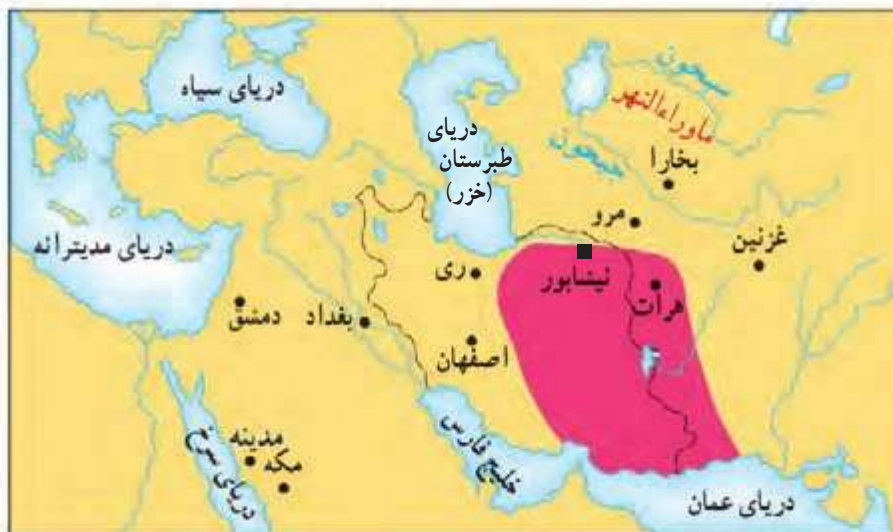 دریای سیاه
دریای
طبرستان
(خزر)
سیحون
ماوراءالنهر
جیحون
بخارا
مرو
غزنین
دریای مدیترانه
ری
نیشابور
هرات
دمشق
بغداد
اصفهان
خلیج فارس
مدینه
مکه
دریای سرخ
دریای عمان